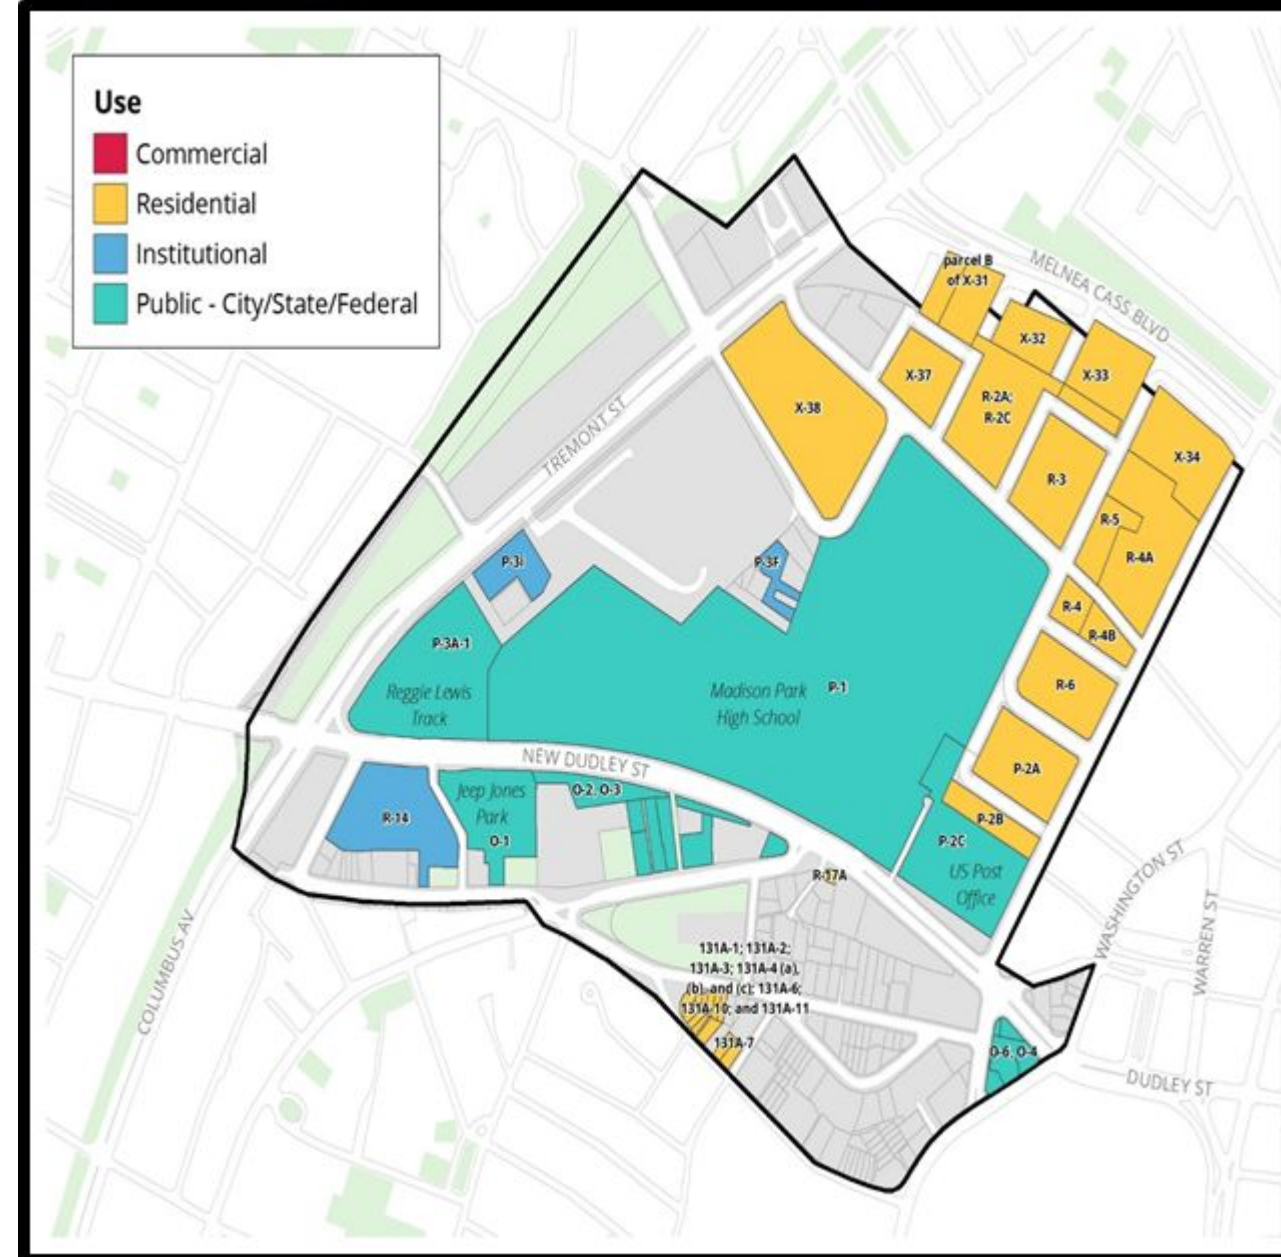 Use
Commercial
Residential
Institutional
Public - City/State/Federal
parcel B
of X-31
MELNEA CASS BLVD
X-32
X-33
X-37
R-2A;
R-2C
X-38
TREMONT ST
X-34
R-3
R-5
R-4A
P-3i
P-3F
R-4
R-4B
P-3A-1
Reggie Lewis
Track
Madison Park
High School
P-1
R-6
NEW DUDLEY ST
P-2A
Jeep Jones
Park
O-1
O-2, O-3
R-14
P-2B
P-2C
US Post
Office
R-17A
WASHINGTON ST
WARREN ST
COLUMBUS AV
131A-1; 131A-2;
131A-3; 131A-4 (a),
(b), and (c); 131A-6;
131A-10; and 131A-11
131A-7
O-6, O-4
DUDLEY ST